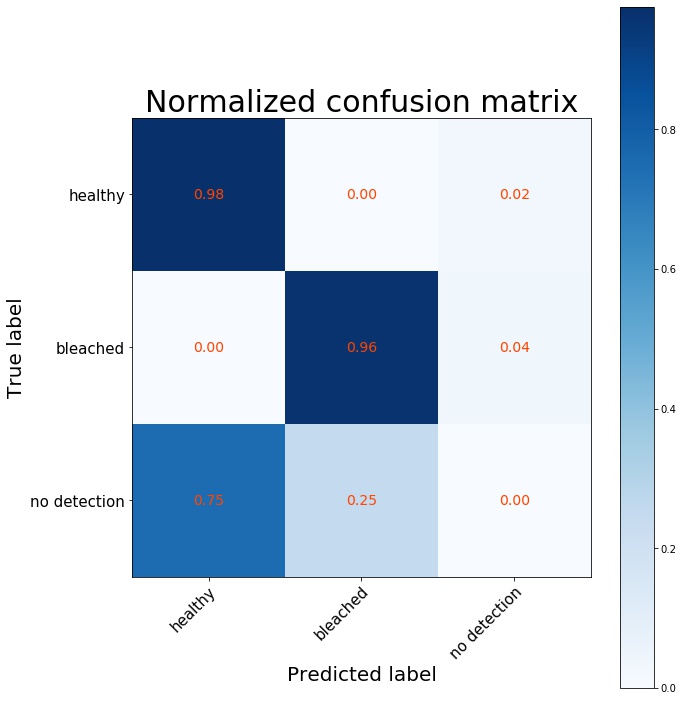 Normalized confusion matrix
True label
healthy
0.98 0.00 0.02
bleached
0.00 0.96 0.04
no detection
0.75 0.25 0.00
healthy
bleached
no detection
Predicted label
0.8
0.6
0.4
0.2
0.0